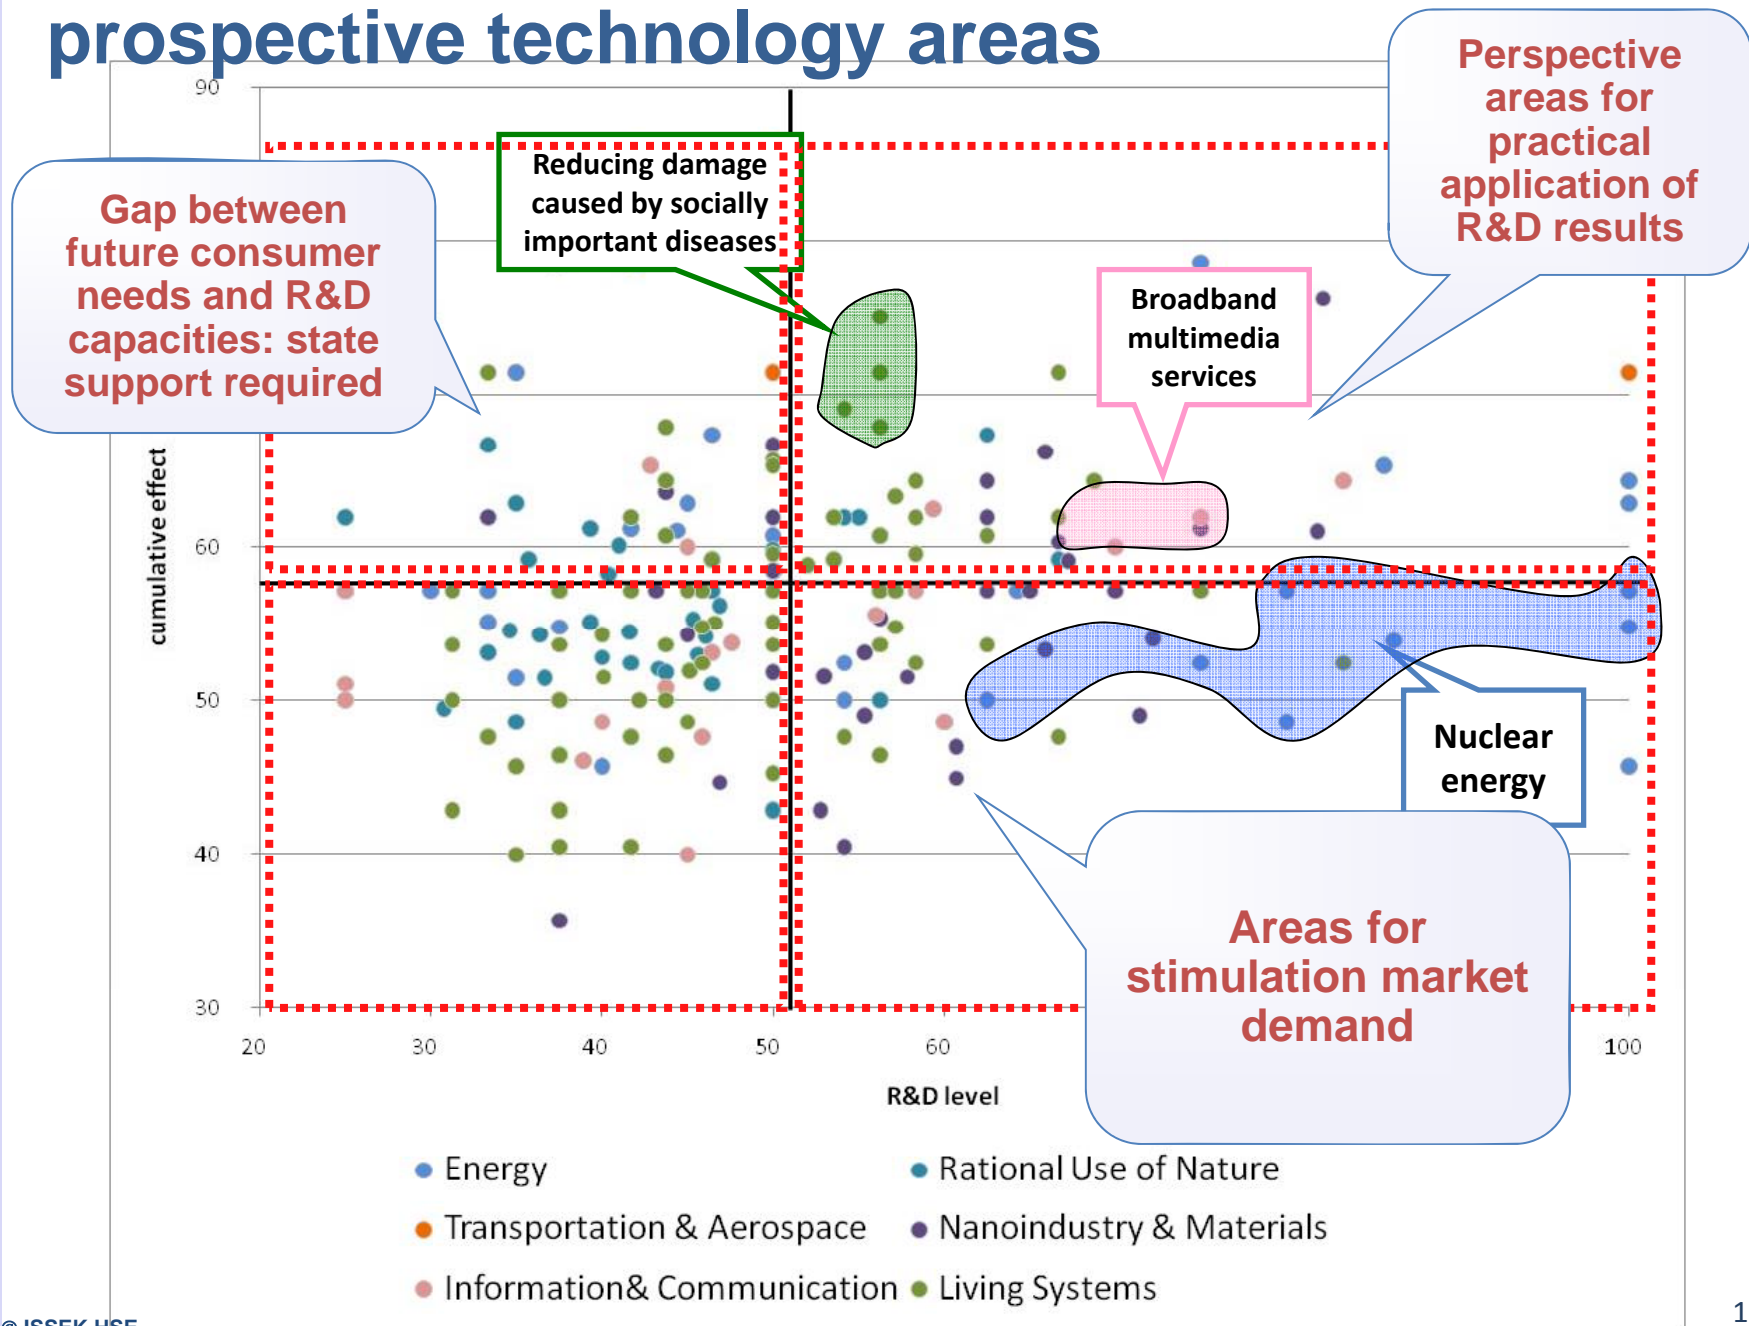 prospective technology areas
Perspective
areas for
practical
application of
R&D results
90
Reducing damage
caused by socially
important diseases
Gap between
future consumer
needs and R&D
capacities: state
support required
Broadband
multimedia
services
cumulative effect
60
50
40
30
Nuclear
energy
Areas for
stimulation market
demand
20
30
40
50
60
100
R&D level
Energy
Rational Use of Nature
Transportation & Aerospace
Nanoindustry & Materials
Information& Communication
Living Systems
1